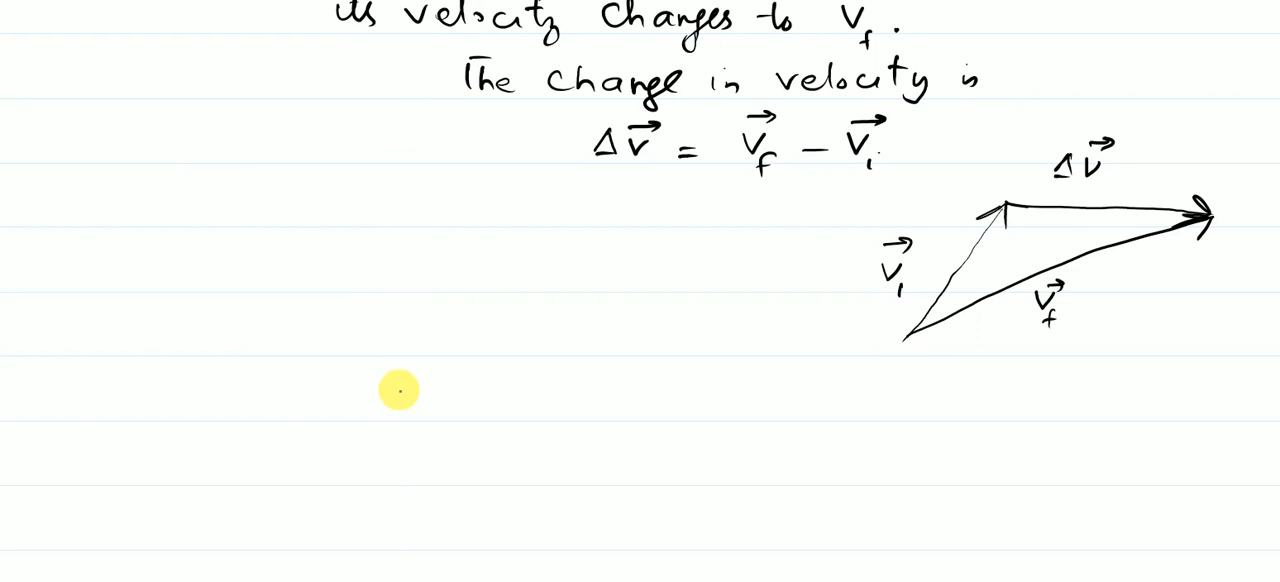 its velocity changes to V_f.
The change in velocity is
Δv⃗ = V⃗_f - V⃗_i
Δv⃗
V⃗_i
V⃗_f